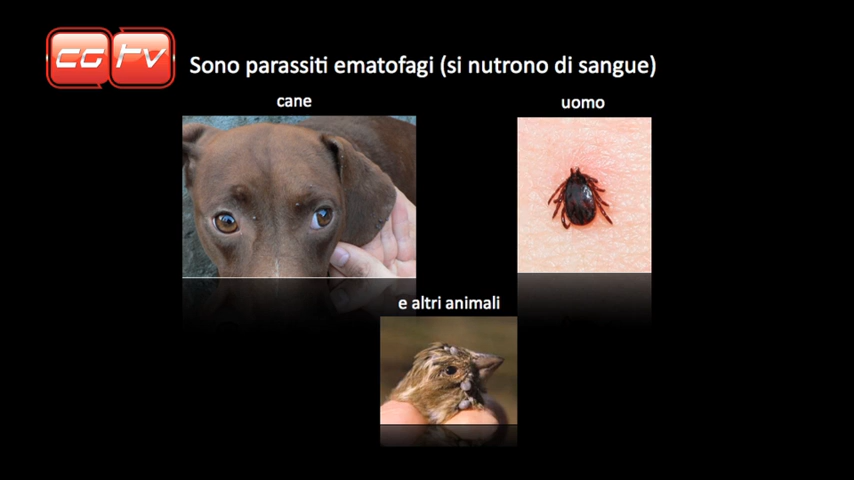 CG TV
Sono parassiti ematofagi (si nutrono di sangue)
cane
uomo
e altri animali